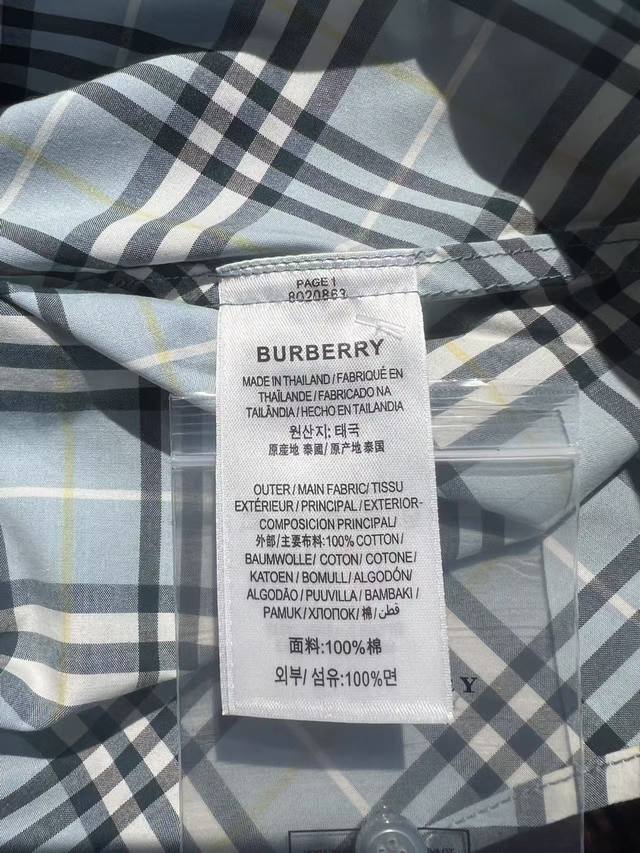 PAGE 1
8020863
BURBERRY
MADE IN THAILAND / FABRIQUÉ EN
THAÏLANDE / FABRICADO NA
TAILÂNDIA / HECHO EN TAILANDIA
원산지: 태국
原産地 泰國/ 原产地 泰国
OUTER / MAIN FABRIC/ TISSU
EXTÉRIEUR / PRINCIPAL / EXTERIOR-
COMPOSICION PRINCIPAL/
外部/主要布料:100% COTTON /
BAUMWOLLE/ COTON/ COTONE/
KATOEN / BOMULL/ ALGODÓN/
ALGODÃO / PUUVILLA / BAMBAKI /
PAMUK / ХЛОПОК/ 棉/ قطن
面料:100%棉
외부/ 섬유:100%면
Y